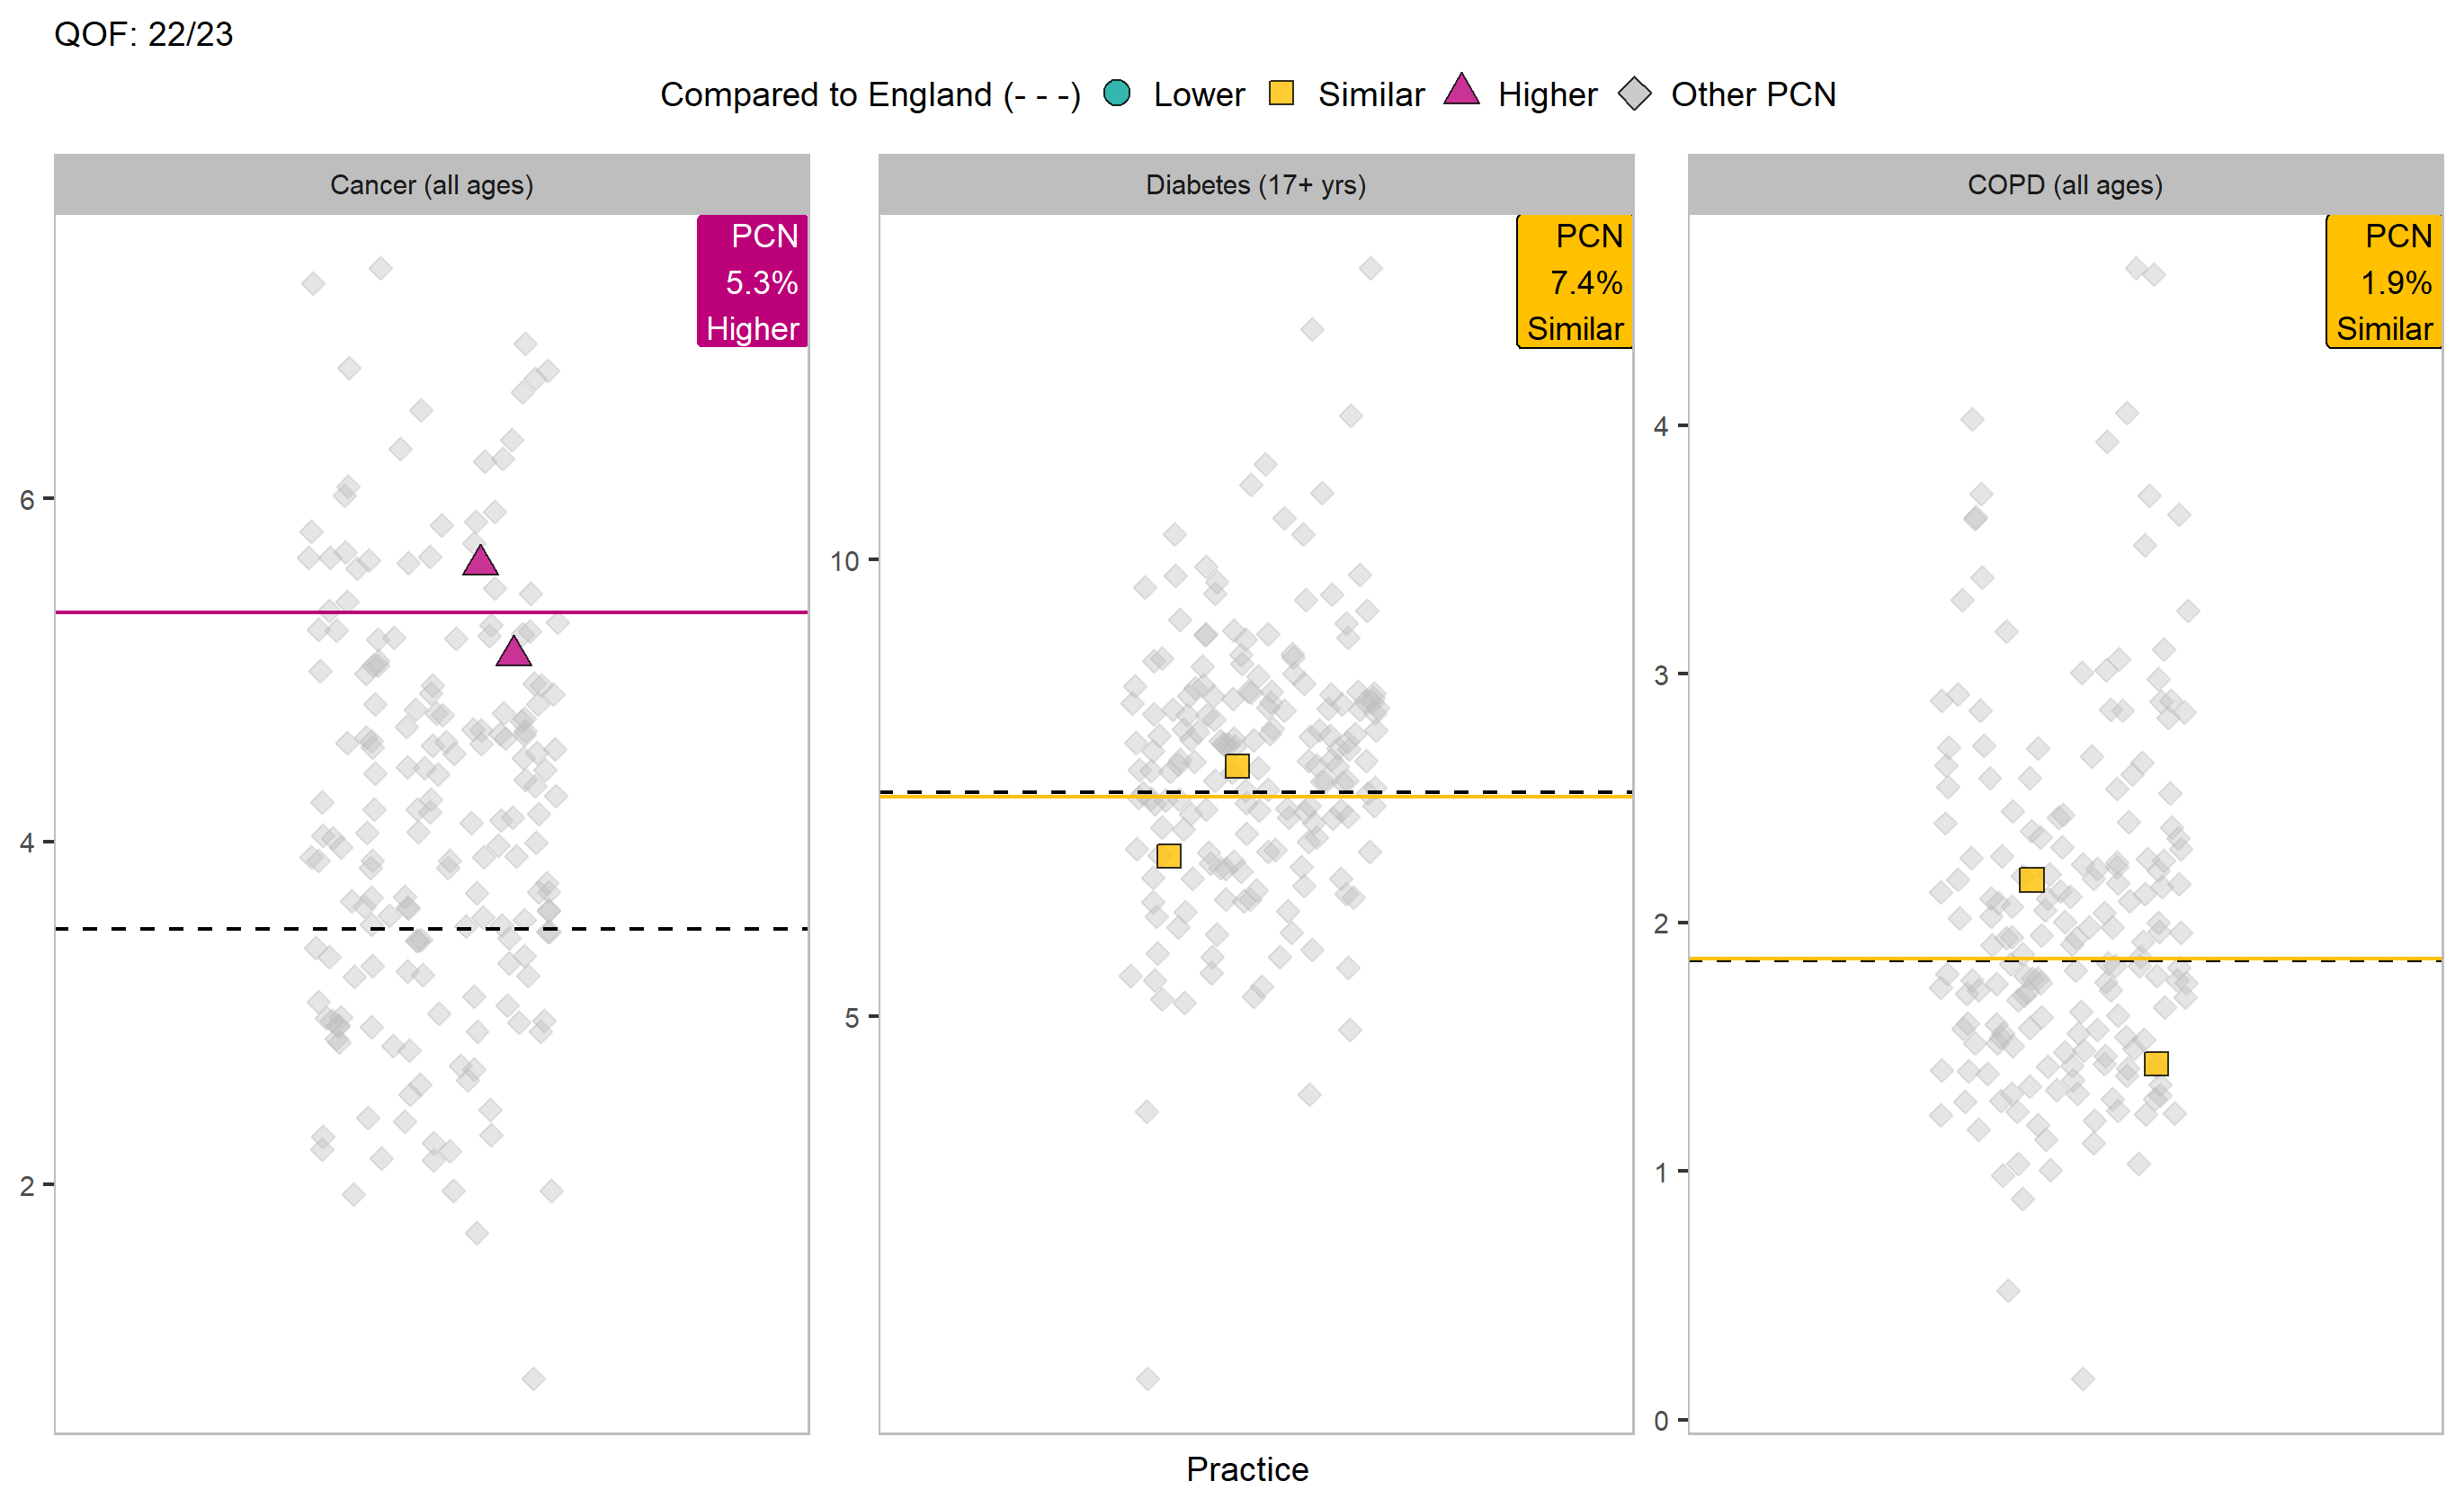 QOF: 22/23
Compared to England (- - -) Lower Similar Higher Other PCN
Cancer (all ages)
PCN
5.3%
Higher
6
4
2
Diabetes (17+ yrs)
PCN
7.4%
Similar
10
5
COPD (all ages)
PCN
1.9%
Similar
4
3
2
1
0
Practice